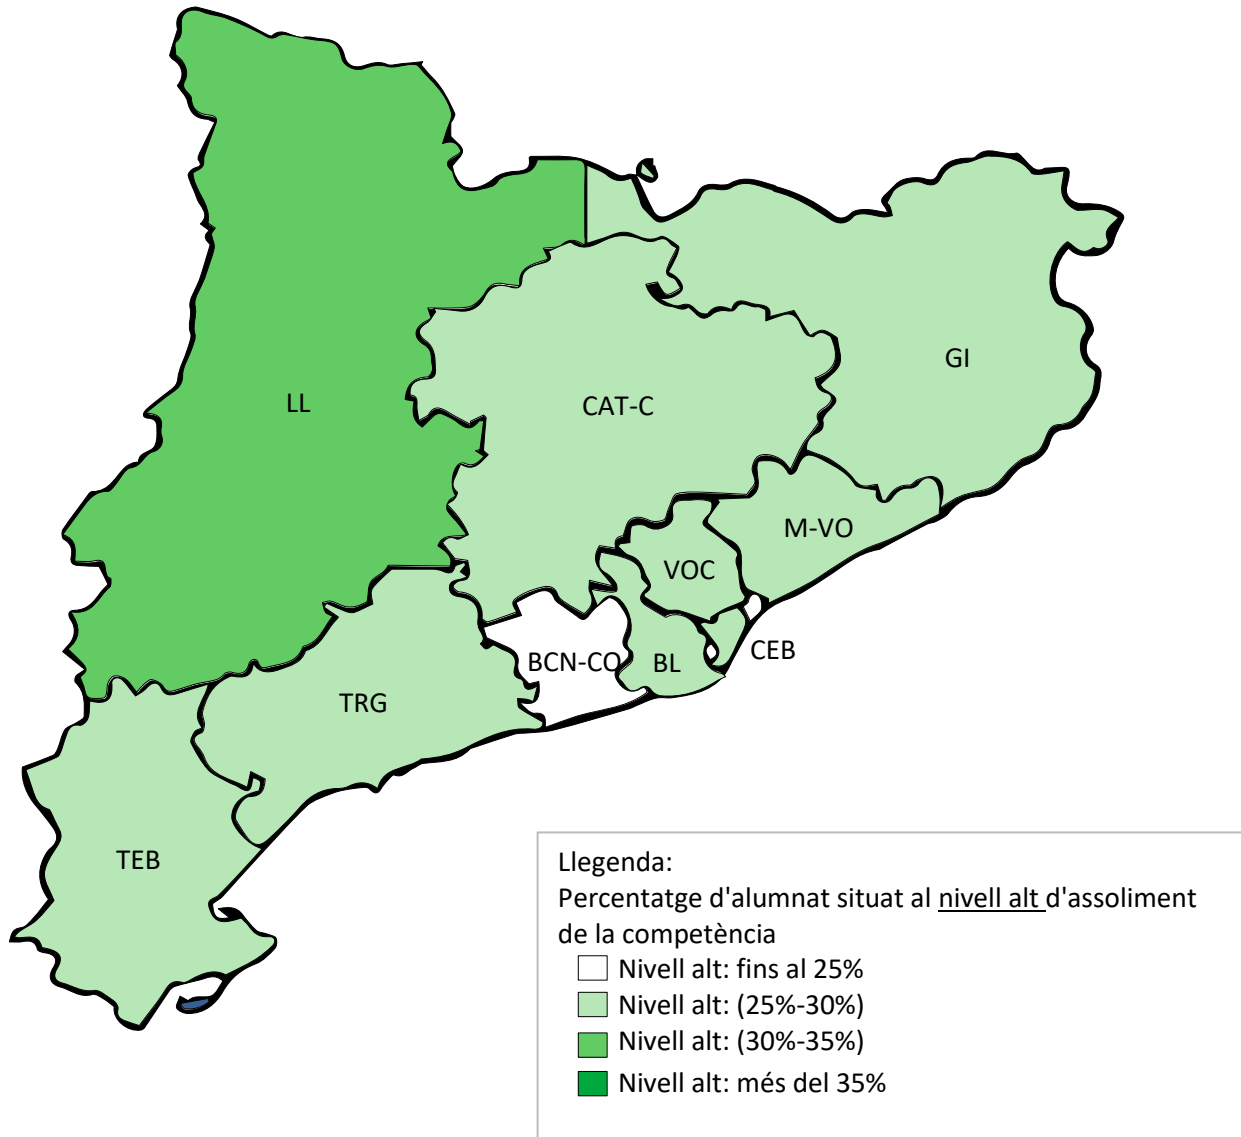 GI
LL
CAT-C
M-VO
VOC
CEB
BCN-CO
BL
TRG
TEB
Llegenda:
Percentatge d'alumnat situat al nivell alt d'assoliment
de la competència
Nivell alt: fins al 25%
Nivell alt: (25%-30%)
Nivell alt: (30%-35%)
Nivell alt: més del 35%